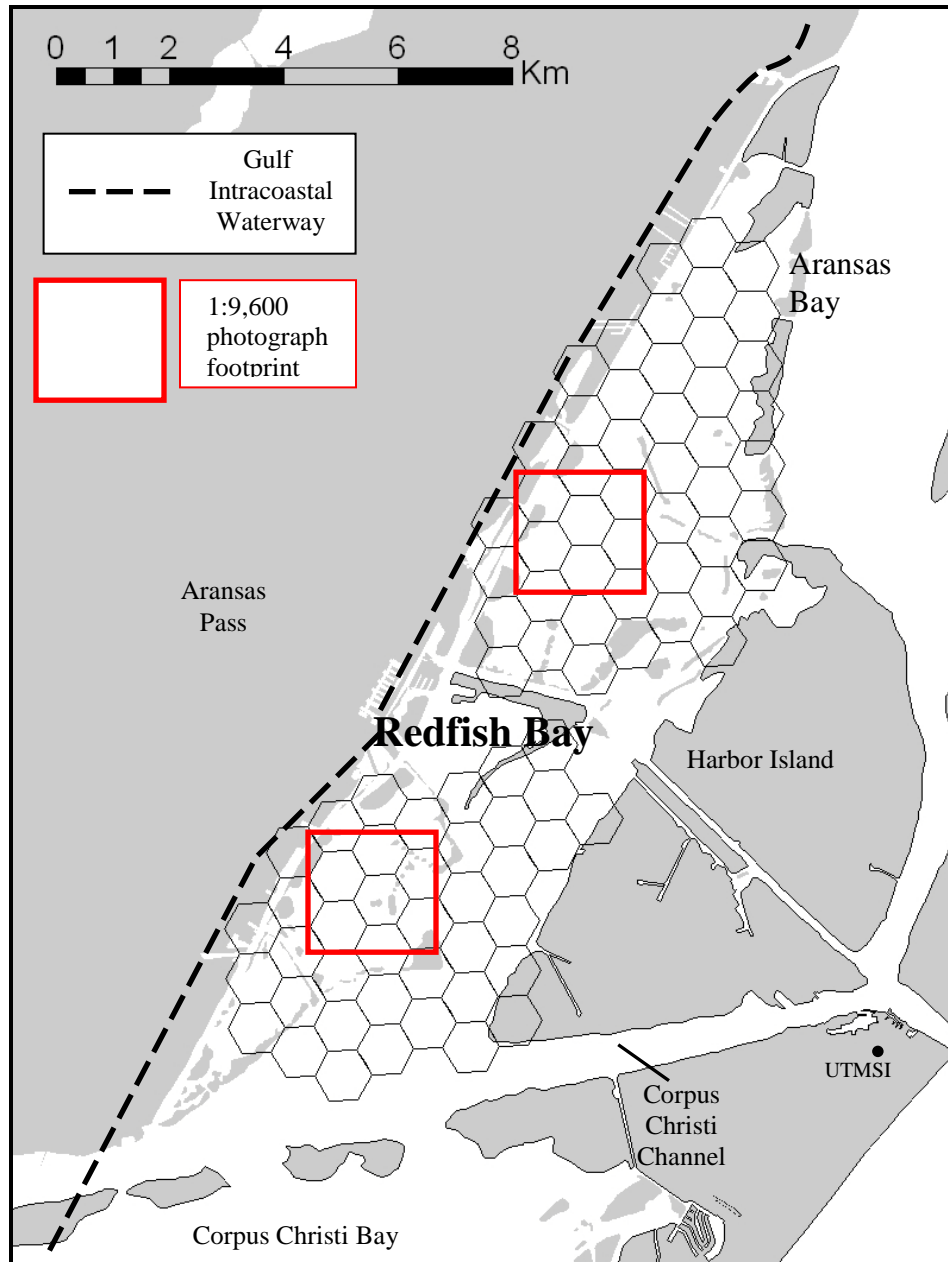 0 1 2 4 6 8
Km
Gulf
Intracoastal
Waterway
1:9,600
photograph
footprint
Aransas
Bay
Aransas
Pass
Redfish Bay
Harbor Island
UTMSI
Corpus
Christi
Channel
Corpus Christi Bay